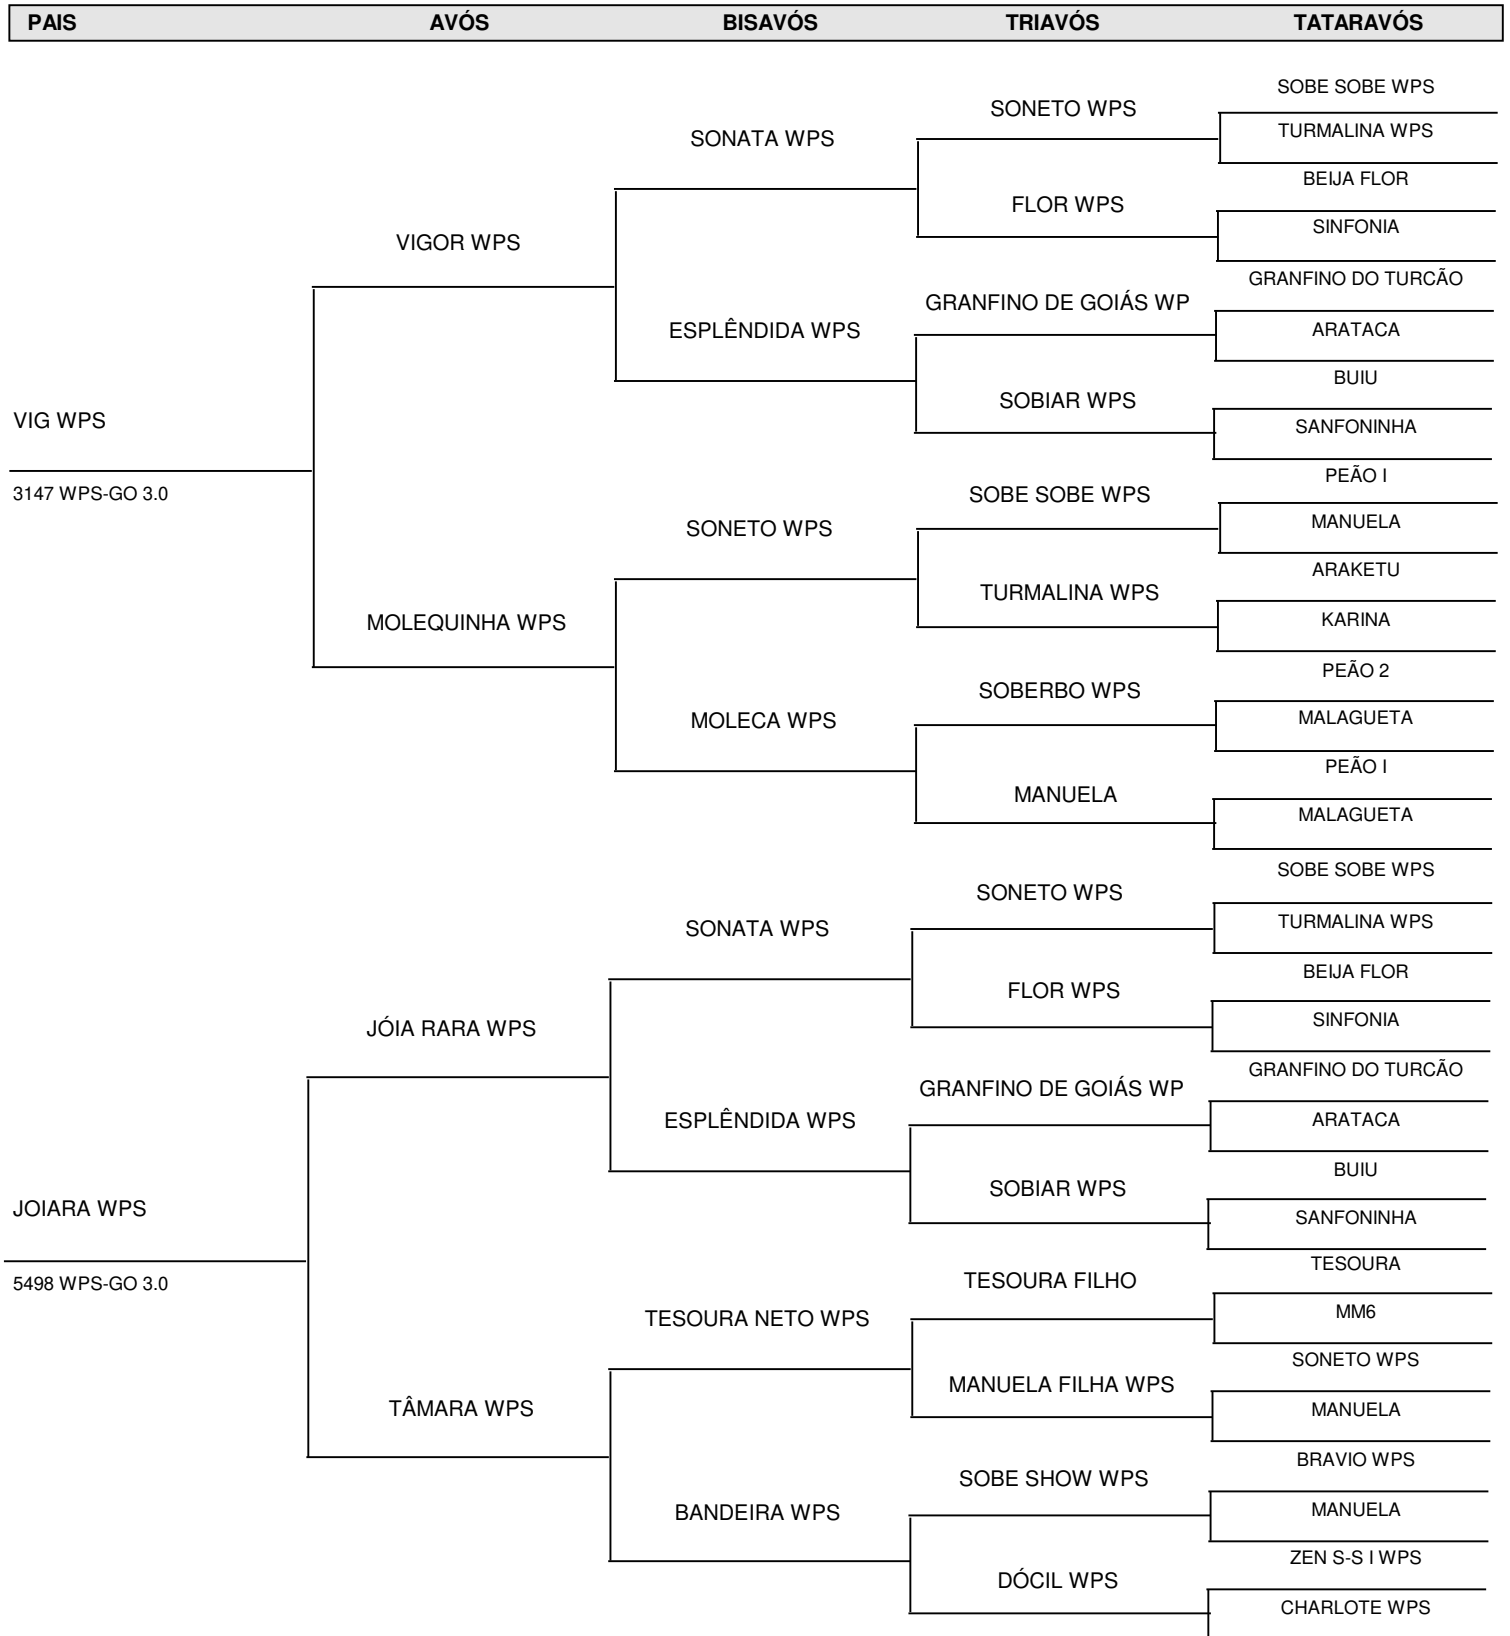 PAIS AVÓS BISAVÓS TRIAVÓS TATARAVÓS
SOBE SOBE WPS
SONETO WPS
TURMALINA WPS
SONATA WPS
BEIJA FLOR
FLOR WPS
SINFONIA
VIGOR WPS
GRANFINO DO TURCÃO
GRANFINO DE GOIÁS WP
ARATACA
ESPLÊNDIDA WPS
BUIU
SOBIAR WPS
VIG WPS
SANFONINHA
PEÃO I
3147 WPS-GO 3.0
SOBE SOBE WPS
MANUELA
SONETO WPS
ARAKETU
TURMALINA WPS
KARINA
MOLEQUINHA WPS
PEÃO 2
SOBERBO WPS
MALAGUETA
MOLECA WPS
PEÃO I
MANUELA
MALAGUETA
SOBE SOBE WPS
SONETO WPS
TURMALINA WPS
SONATA WPS
BEIJA FLOR
FLOR WPS
SINFONIA
JÓIA RARA WPS
GRANFINO DO TURCÃO
GRANFINO DE GOIÁS WP
ARATACA
ESPLÊNDIDA WPS
BUIU
SOBIAR WPS
JOIARA WPS
SANFONINHA
TESOURA
5498 WPS-GO 3.0
TESOURA FILHO
MM6
TESOURA NETO WPS
SONETO WPS
MANUELA FILHA WPS
TÂMARA WPS
MANUELA
BRAVIO WPS
SOBE SHOW WPS
MANUELA
BANDEIRA WPS
ZEN S-S I WPS
DÓCIL WPS
CHARLOTE WPS